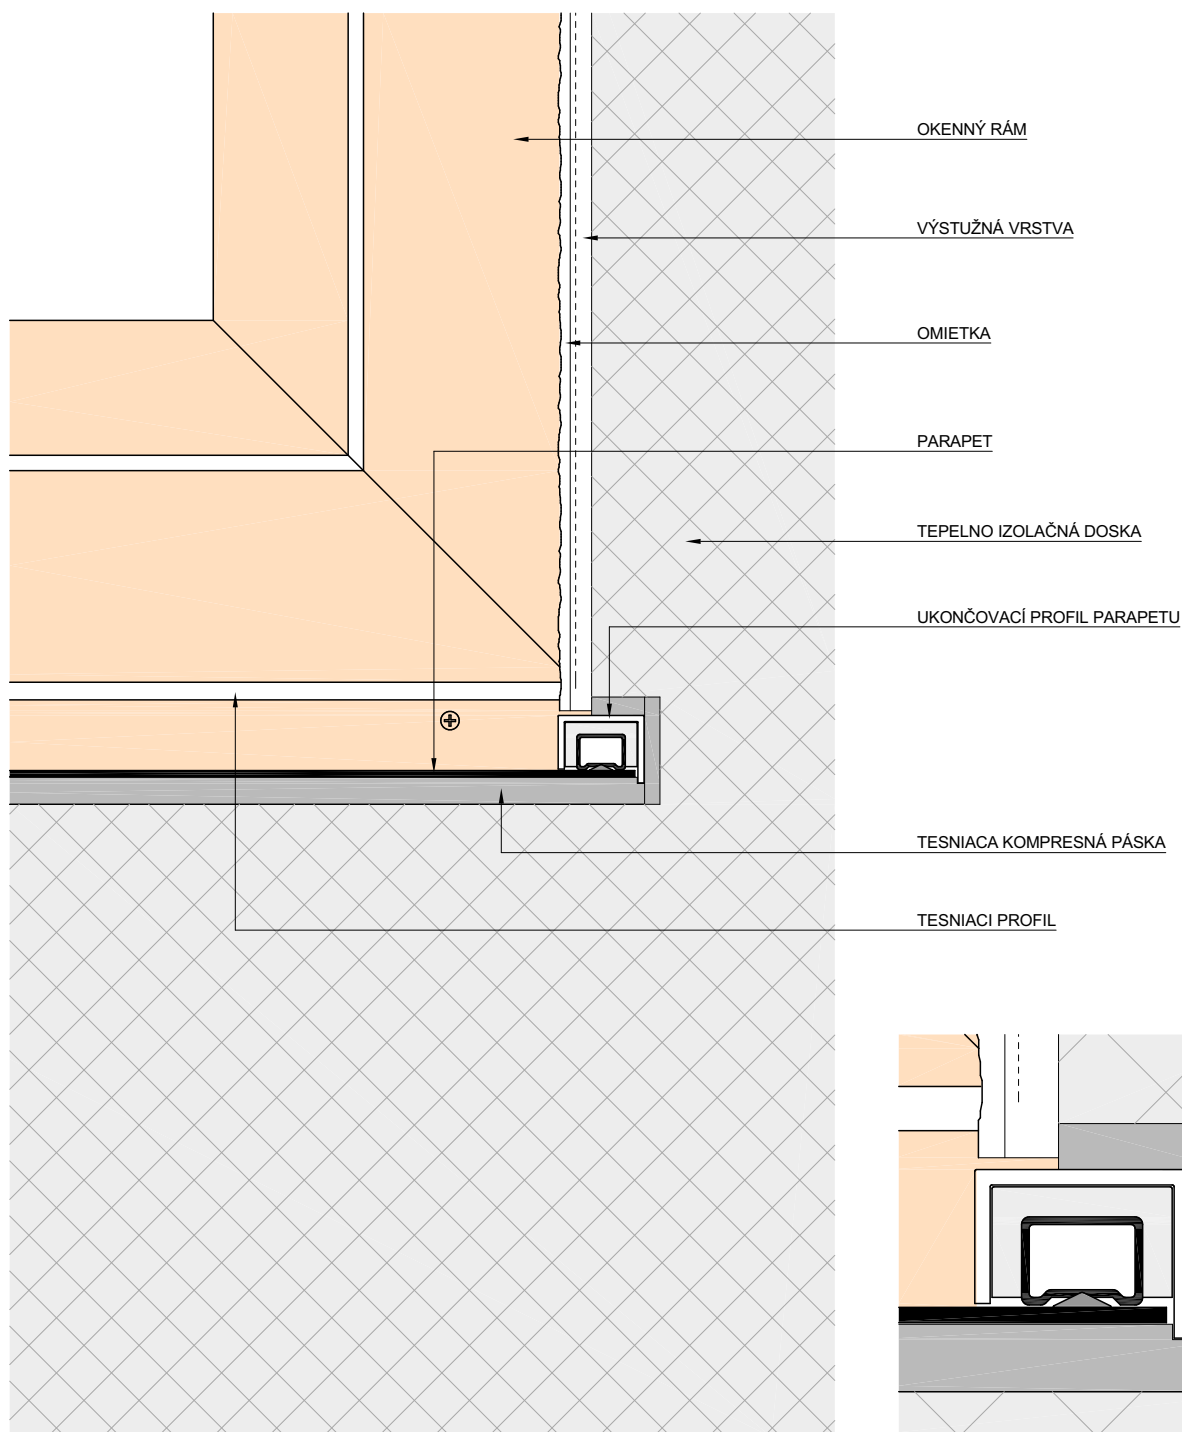 OKENNÝ RÁM
VÝSTUŽNÁ VRSTVA
OMIETKA
PARAPET
TEPELNO IZOLAČNÁ DOSKA
UKONČOVACÍ PROFIL PARAPETU
TESNIACA KOMPRESNÁ PÁSKA
TESNIACI PROFIL